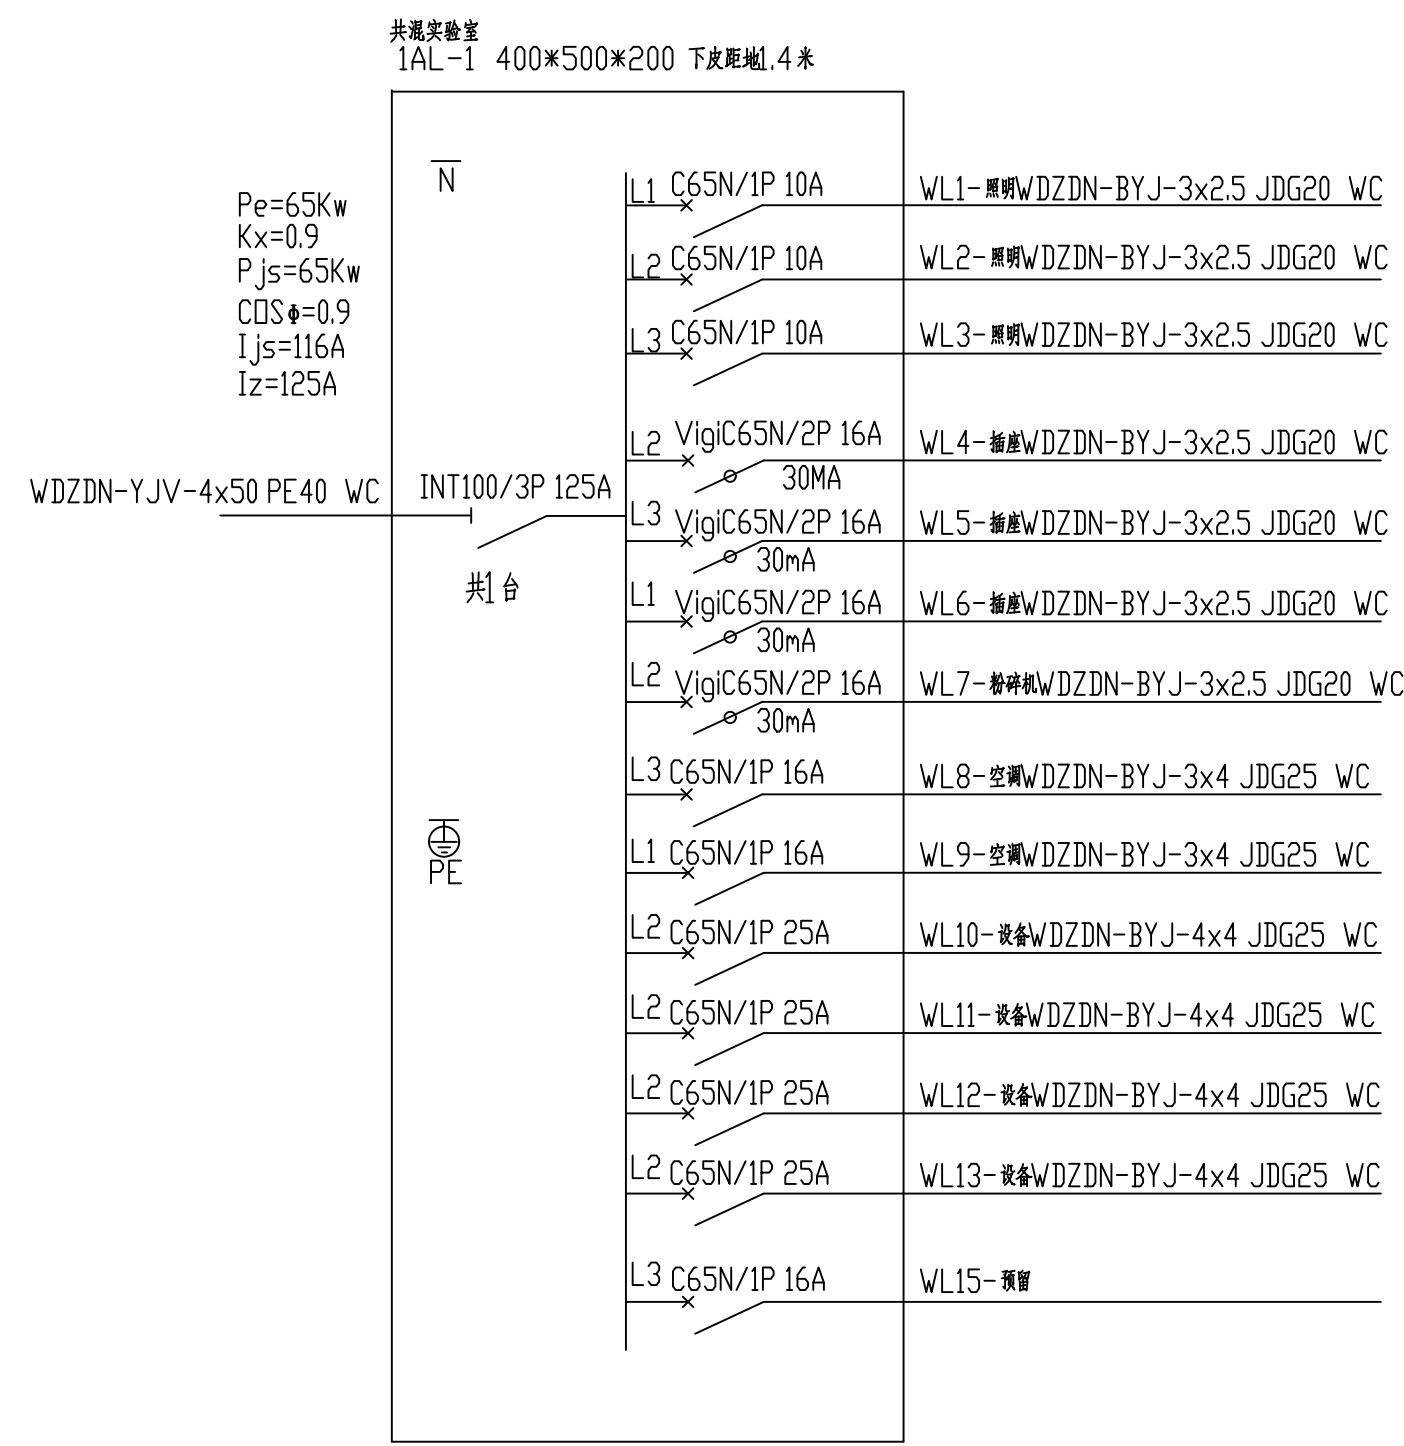 共混实验室
1AL-1 400*500*200 下皮距地1.4米
N
Pe=65Kw
Kx=0.9
Pjs=65Kw
COSΦ=0.9
Ijs=116A
Iz=125A
WDZDN-YJV-4x50 PE40 WC
INT100/3P 125A
共1台
PE
L1 C65N/1P 10A WL1-照明WDZDN-BYJ-3x2.5 JDG20 WC
L2 C65N/1P 10A WL2-照明WDZDN-BYJ-3x2.5 JDG20 WC
L3 C65N/1P 10A WL3-照明WDZDN-BYJ-3x2.5 JDG20 WC
L2 VigiC65N/2P 16A WL4-插座WDZDN-BYJ-3x2.5 JDG20 WC
30MA
L3 VigiC65N/2P 16A WL5-插座WDZDN-BYJ-3x2.5 JDG20 WC
30mA
L1 VigiC65N/2P 16A WL6-插座WDZDN-BYJ-3x2.5 JDG20 WC
30mA
L2 VigiC65N/2P 16A WL7-粉碎机WDZDN-BYJ-3x2.5 JDG20 WC
30mA
L3 C65N/1P 16A WL8-空调WDZDN-BYJ-3x4 JDG25 WC
L1 C65N/1P 16A WL9-空调WDZDN-BYJ-3x4 JDG25 WC
L2 C65N/1P 25A WL10-设备WDZDN-BYJ-4x4 JDG25 WC
L2 C65N/1P 25A WL11-设备WDZDN-BYJ-4x4 JDG25 WC
L2 C65N/1P 25A WL12-设备WDZDN-BYJ-4x4 JDG25 WC
L2 C65N/1P 25A WL13-设备WDZDN-BYJ-4x4 JDG25 WC
L3 C65N/1P 16A WL15-预留